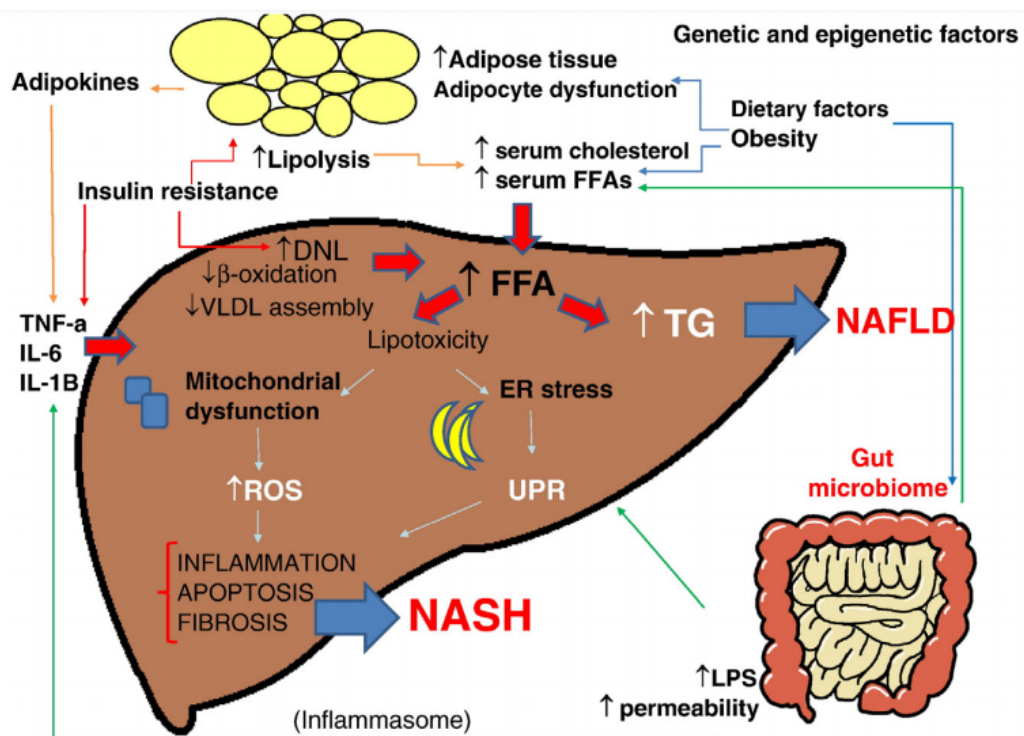 Genetic and epigenetic factors
↑Adipose tissue
Adipocyte dysfunction
Adipokines
Dietary factors
Obesity
↑Lipolysis
↑ serum cholesterol
↑ serum FFAs
Insulin resistance
↑DNL
↓β-oxidation
↓VLDL assembly
↑ FFA
↑ TG
NAFLD
TNF-a
IL-6
IL-1B
Lipotoxicity
Mitochondrial
dysfunction
ER stress
↑ROS
UPR
Gut
microbiome
INFLAMMATION
APOPTOSIS
FIBROSIS
NASH
↑LPS
↑ permeability
(Inflammasome)